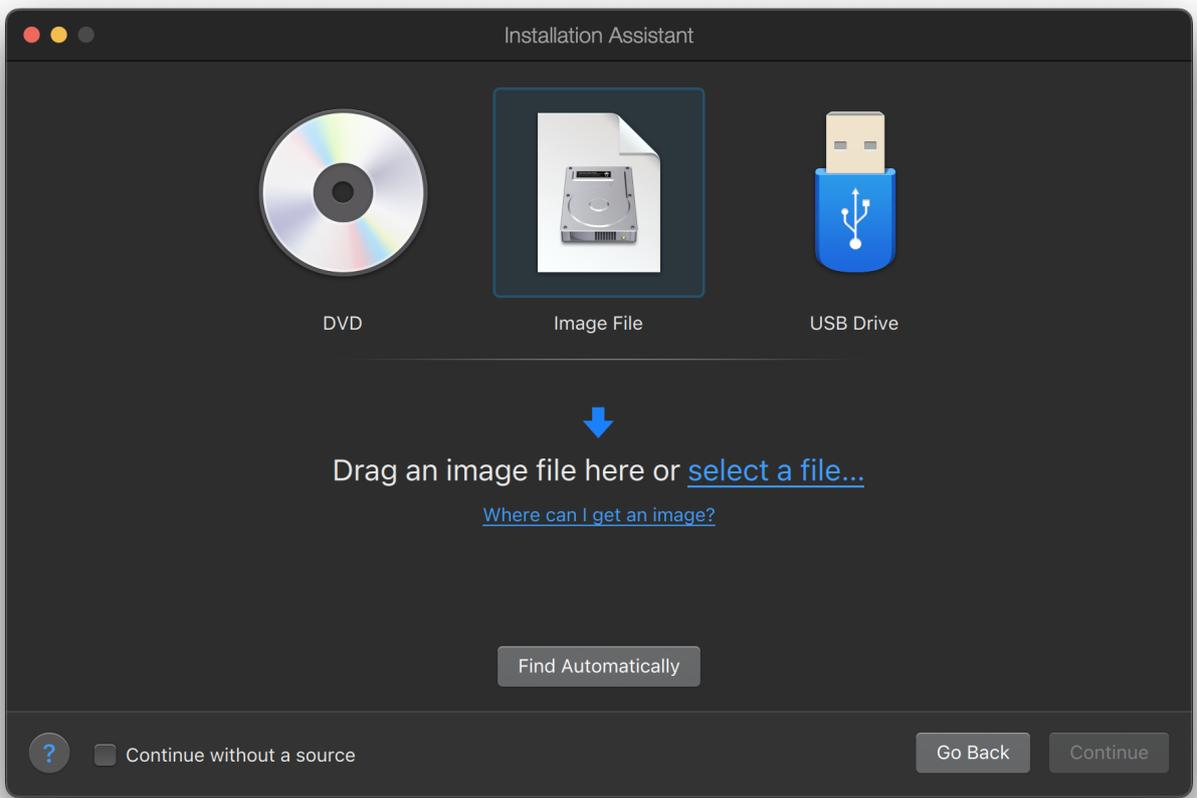 Installation Assistant
DVD
Image File
USB Drive
Drag an image file here or select a file...
Where can I get an image?
Find Automatically
? Continue without a source
Go Back
Continue